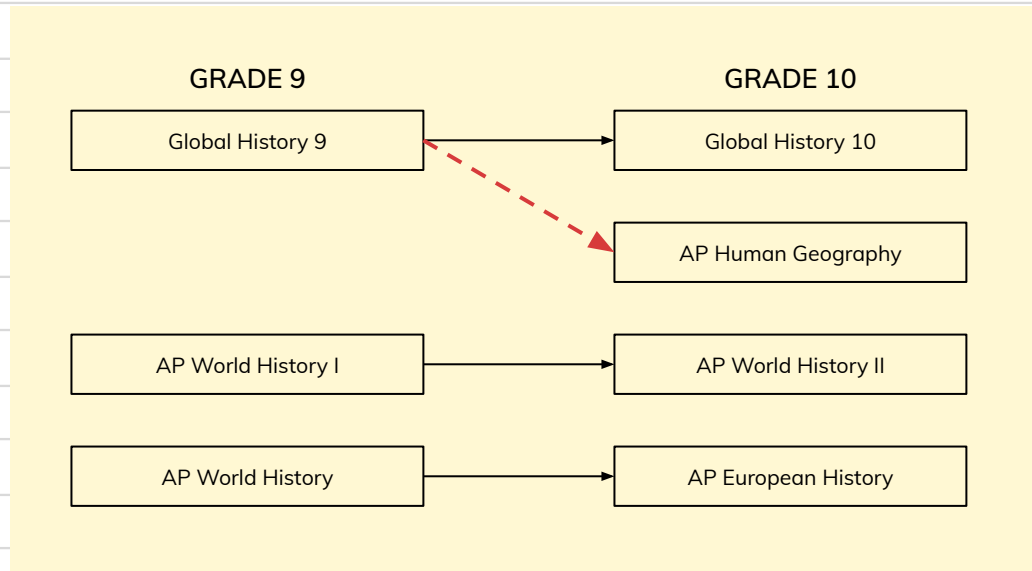 GRADE 9
GRADE 10
Global History 9
Global History 10
AP Human Geography
AP World History I
AP World History II
AP World History
AP European History